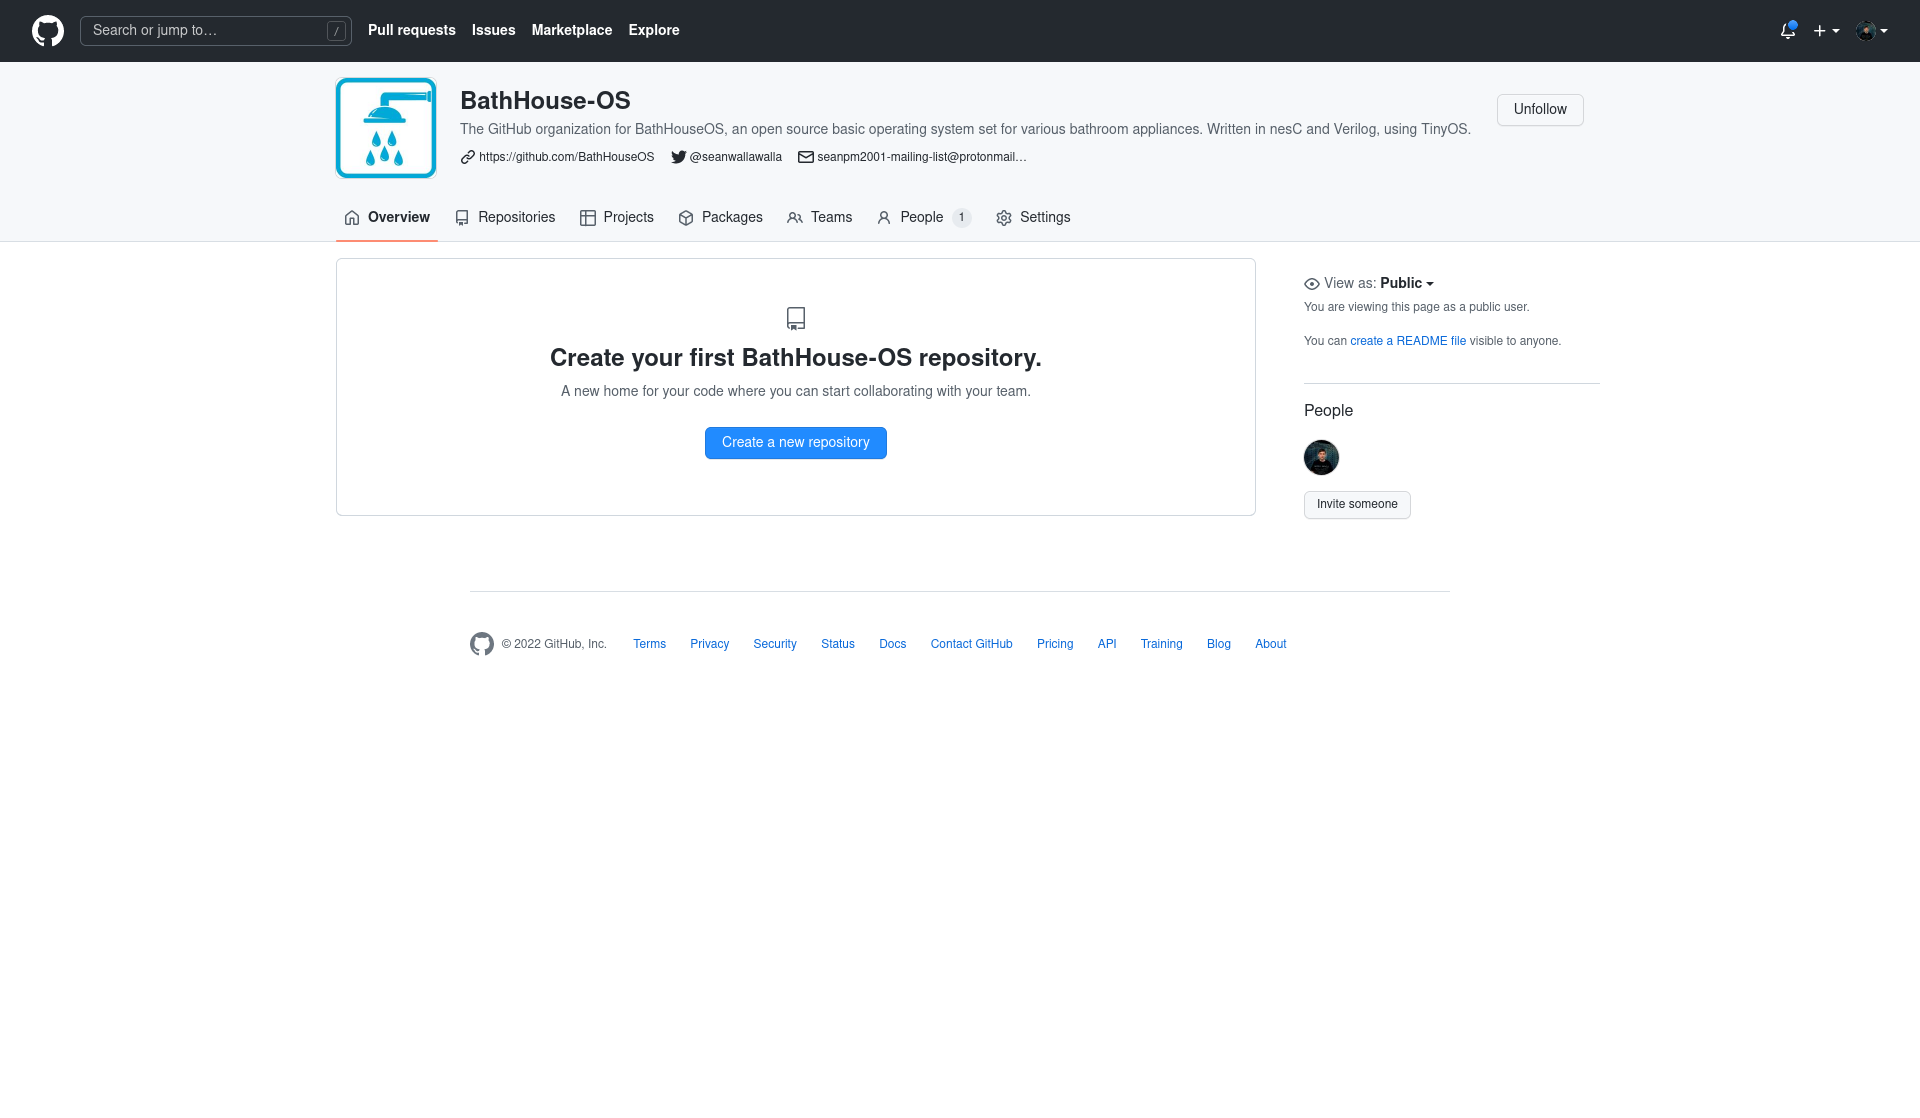 Search or jump to… /
Pull requests Issues Marketplace Explore
BathHouse-OS
The GitHub organization for BathHouseOS, an open source basic operating system set for various bathroom appliances. Written in nesC and Verilog, using TinyOS.
https://github.com/BathHouseOS @seanwallawalla seanpm2001-mailing-list@protonmail…
Unfollow
Overview Repositories Projects Packages Teams People 1 Settings
Create your first BathHouse-OS repository.
A new home for your code where you can start collaborating with your team.
Create a new repository
View as: Public
You are viewing this page as a public user.
You can create a README file visible to anyone.
People
Invite someone
© 2022 GitHub, Inc. Terms Privacy Security Status Docs Contact GitHub Pricing API Training Blog About